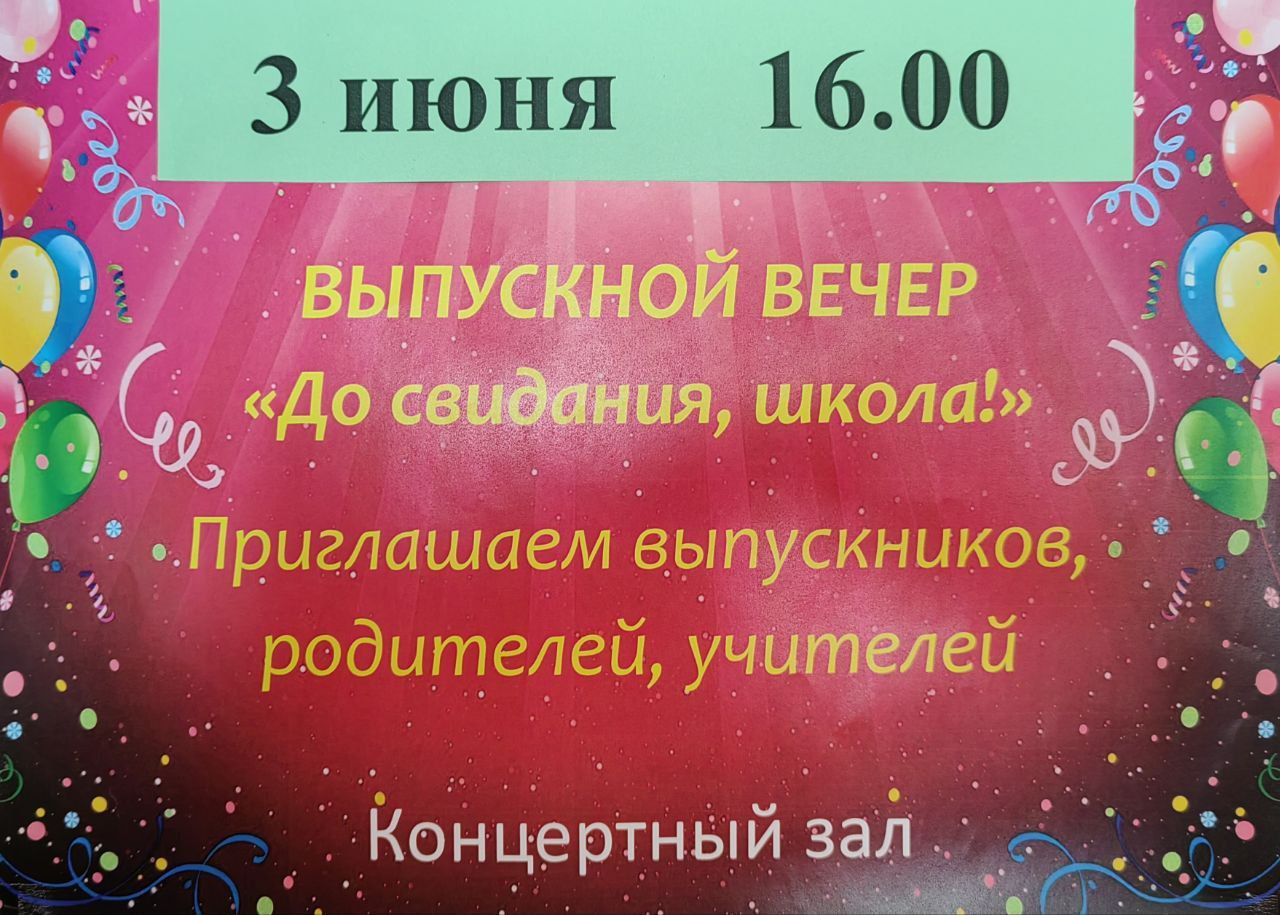 3 июня 16.00
ВЫПУСКНОЙ ВЕЧЕР
«До свидания, школа!»
Приглашаем выпускников,
родителей, учителей
Концертный зал